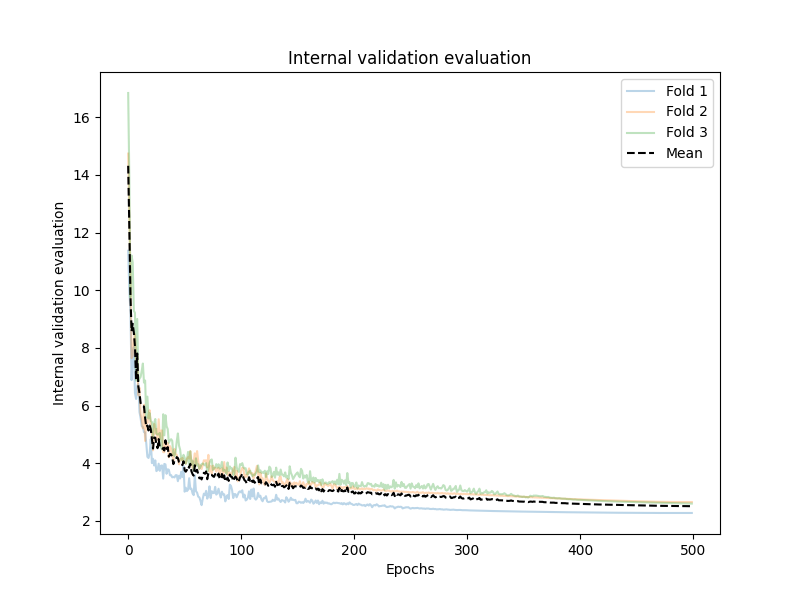 Internal validation evaluation
Fold 1
Fold 2
Fold 3
Mean
Internal validation evaluation
16
14
12
10
8
6
4
2
0
100
200
300
400
500
Epochs